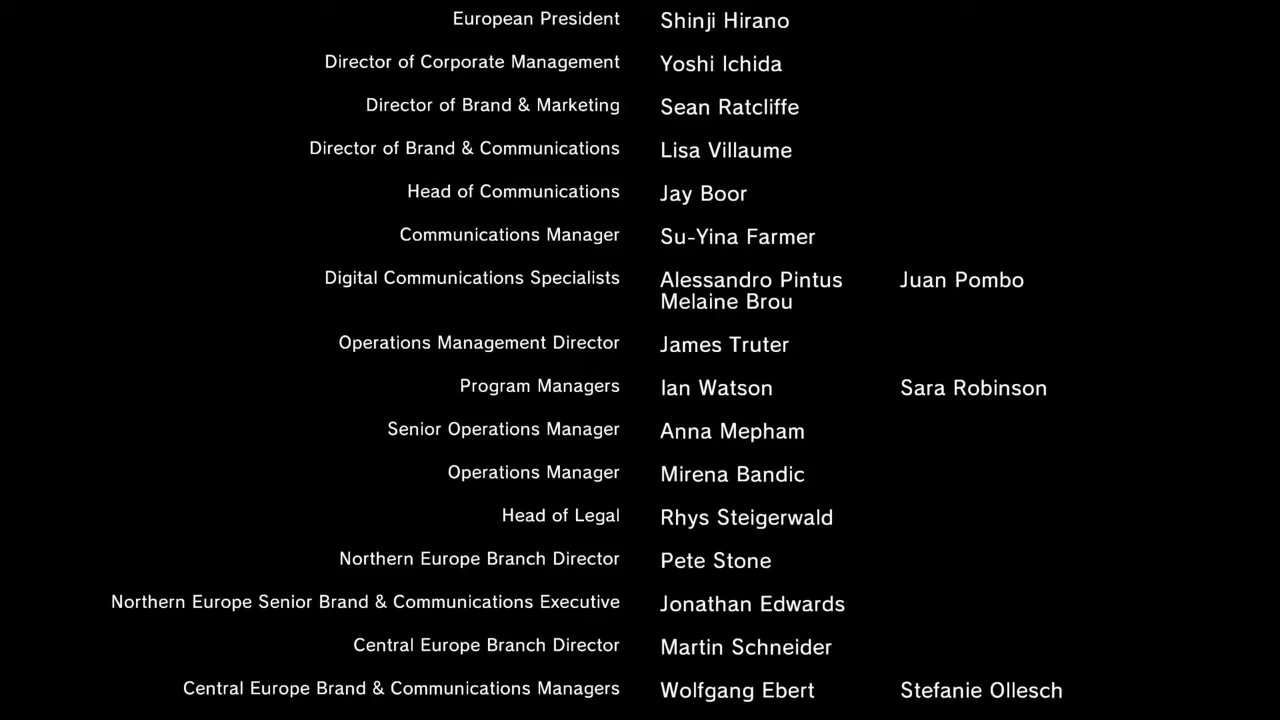 European President Shinji Hirano
Director of Corporate Management Yoshi Ichida
Director of Brand & Marketing Sean Ratcliffe
Director of Brand & Communications Lisa Villaume
Head of Communications Jay Boor
Communications Manager Su-Yina Farmer
Digital Communications Specialists Alessandro Pintus Juan Pombo
Melaine Brou
Operations Management Director James Truter
Program Managers Ian Watson Sara Robinson
Senior Operations Manager Anna Mepham
Operations Manager Mirena Bandic
Head of Legal Rhys Steigerwald
Northern Europe Branch Director Pete Stone
Northern Europe Senior Brand & Communications Executive Jonathan Edwards
Central Europe Branch Director Martin Schneider
Central Europe Brand & Communications Managers Wolfgang Ebert Stefanie Ollesch